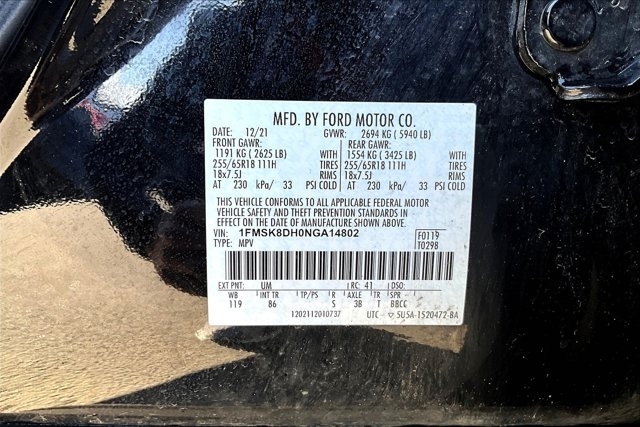 MFD. BY FORD MOTOR CO.
DATE: 12/21 GVWR: 2694 KG ( 5940 LB)
FRONT GAWR: REAR GAWR:
1191 KG ( 2625 LB) WITH 1554 KG ( 3425 LB) WITH
255/65R18 111H TIRES 255/65R18 111H TIRES
18x7.5J RIMS 18x7.5J RIMS
AT 230 kPa/ 33 PSI COLD AT 230 kPa/ 33 PSI COLD
THIS VEHICLE CONFORMS TO ALL APPLICABLE FEDERAL MOTOR
VEHICLE SAFETY AND THEFT PREVENTION STANDARDS IN
EFFECT ON THE DATE OF MANUFACTURE SHOWN ABOVE.
VIN: 1FMSK8DH0NGA14802 F0119
TYPE: MPV T0298
EXT PNT: UM RC: 41 DSO:
WB INT TR TP/PS R AXLE TR SPR
119 86 S 3B T BBCC
1202112010737 UTC ▽ 5U5A-1520472-BA